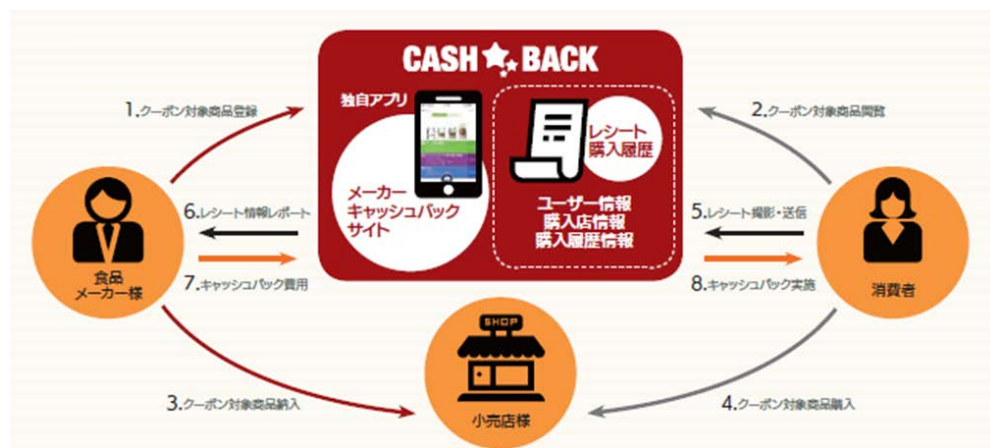 CASH BACK
独自アプリ
メーカー
キャッシュバック
サイト
レシート
購入履歴
ユーザー情報
購入店情報
購入履歴情報
1.クーポン対象商品登録
2.クーポン対象商品閲覧
6.レシート情報レポート
5.レシート撮影・送信
7.キャッシュバック費用
8.キャッシュバック実施
食品
メーカー様
消費者
SHOP
小売店様
3.クーポン対象商品納入
4.クーポン対象商品購入